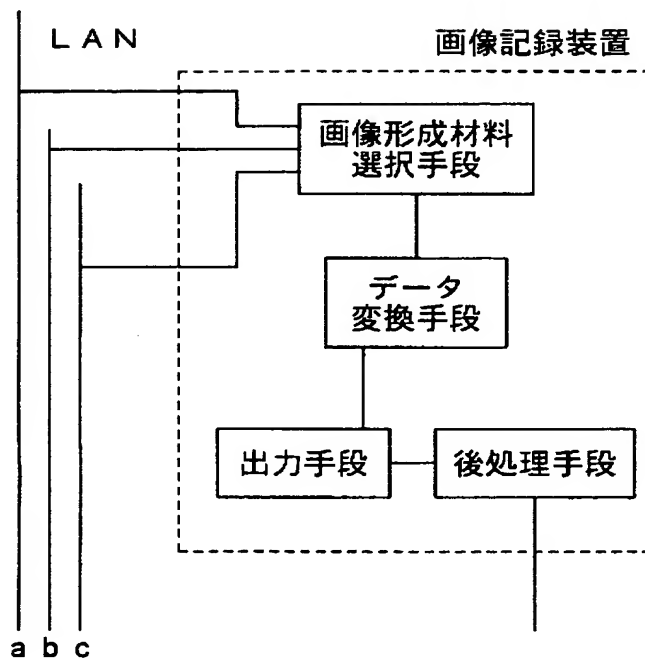 LAN
画像記録装置
画像形成材料
選択手段
データ
変換手段
出力手段
後処理手段
a b c